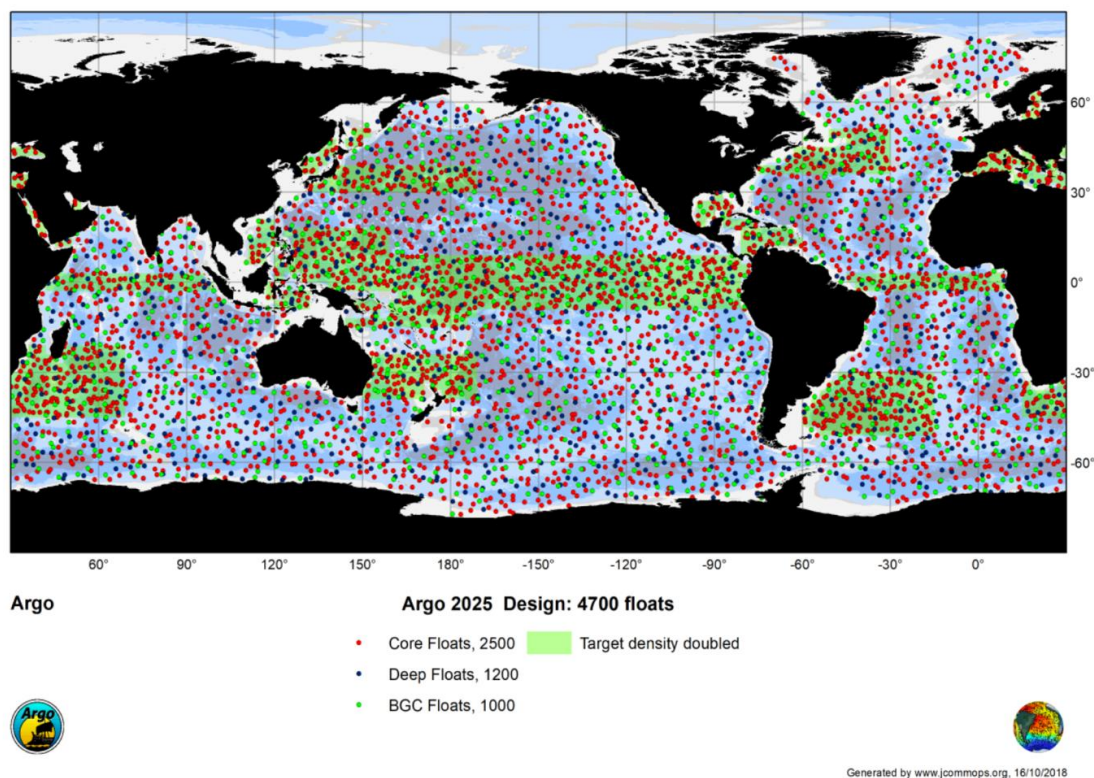 60°
30°
0°
-30°
-60°
60° 90° 120° 150° 180° -150° -120° -90° -60° -30° 0°
Argo
Argo 2025 Design: 4700 floats
Core Floats, 2500
Target density doubled
Deep Floats, 1200
BGC Floats, 1000
Argo
Generated by www.jcommops.org, 16/10/2018